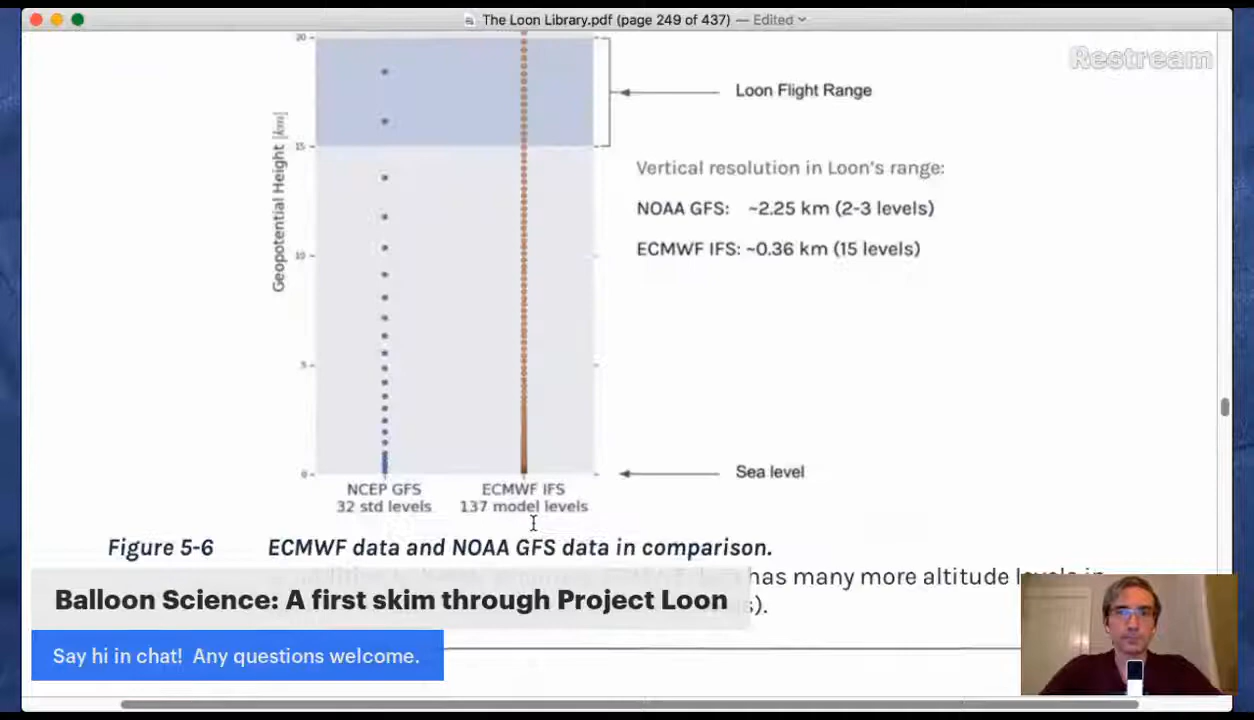 The Loon Library.pdf (page 249 of 437) — Edited
Restream
20
Loon Flight Range
Geopotential Height [km]
15
Vertical resolution in Loon's range:
NOAA GFS: ~2.25 km (2-3 levels)
ECMWF IFS: ~0.36 km (15 levels)
10
5
0
Sea level
NCEP GFS
32 std levels
ECMWF IFS
137 model levels
Figure 5-6 ECMWF data and NOAA GFS data in comparison.
has many more altitude levels in
s).
Balloon Science: A first skim through Project Loon
Say hi in chat! Any questions welcome.